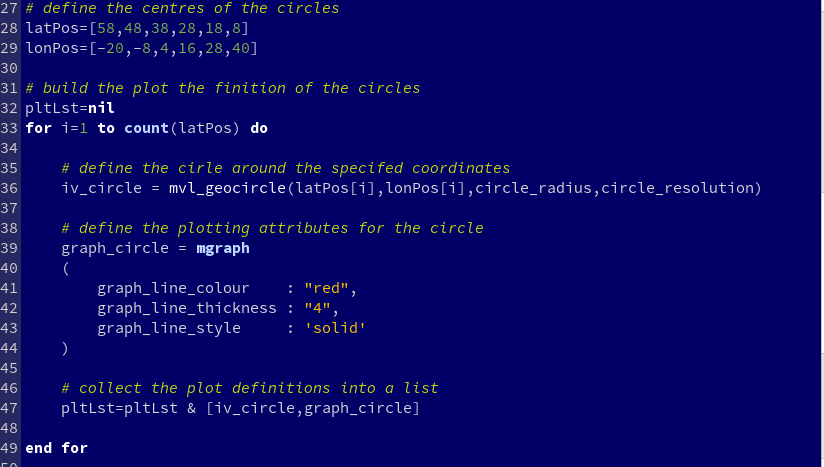 27 # define the centres of the circles
28 latPos=[58,48,38,28,18,8]
29 lonPos=[-20,-8,4,16,28,40]
30
31 # build the plot the finition of the circles
32 pltLst=nil
33 for i=1 to count(latPos) do
34
35     # define the cirle around the specifed coordinates
36     iv_circle = mvl_geocircle(latPos[i],lonPos[i],circle_radius,circle_resolution)
37
38     # define the plotting attributes for the circle
39     graph_circle = mgraph
40     (
41         graph_line_colour    : "red",
42         graph_line_thickness : "4",
43         graph_line_style     : 'solid'
44     )
45
46     # collect the plot definitions into a list
47     pltLst=pltLst & [iv_circle,graph_circle]
48
49 end for